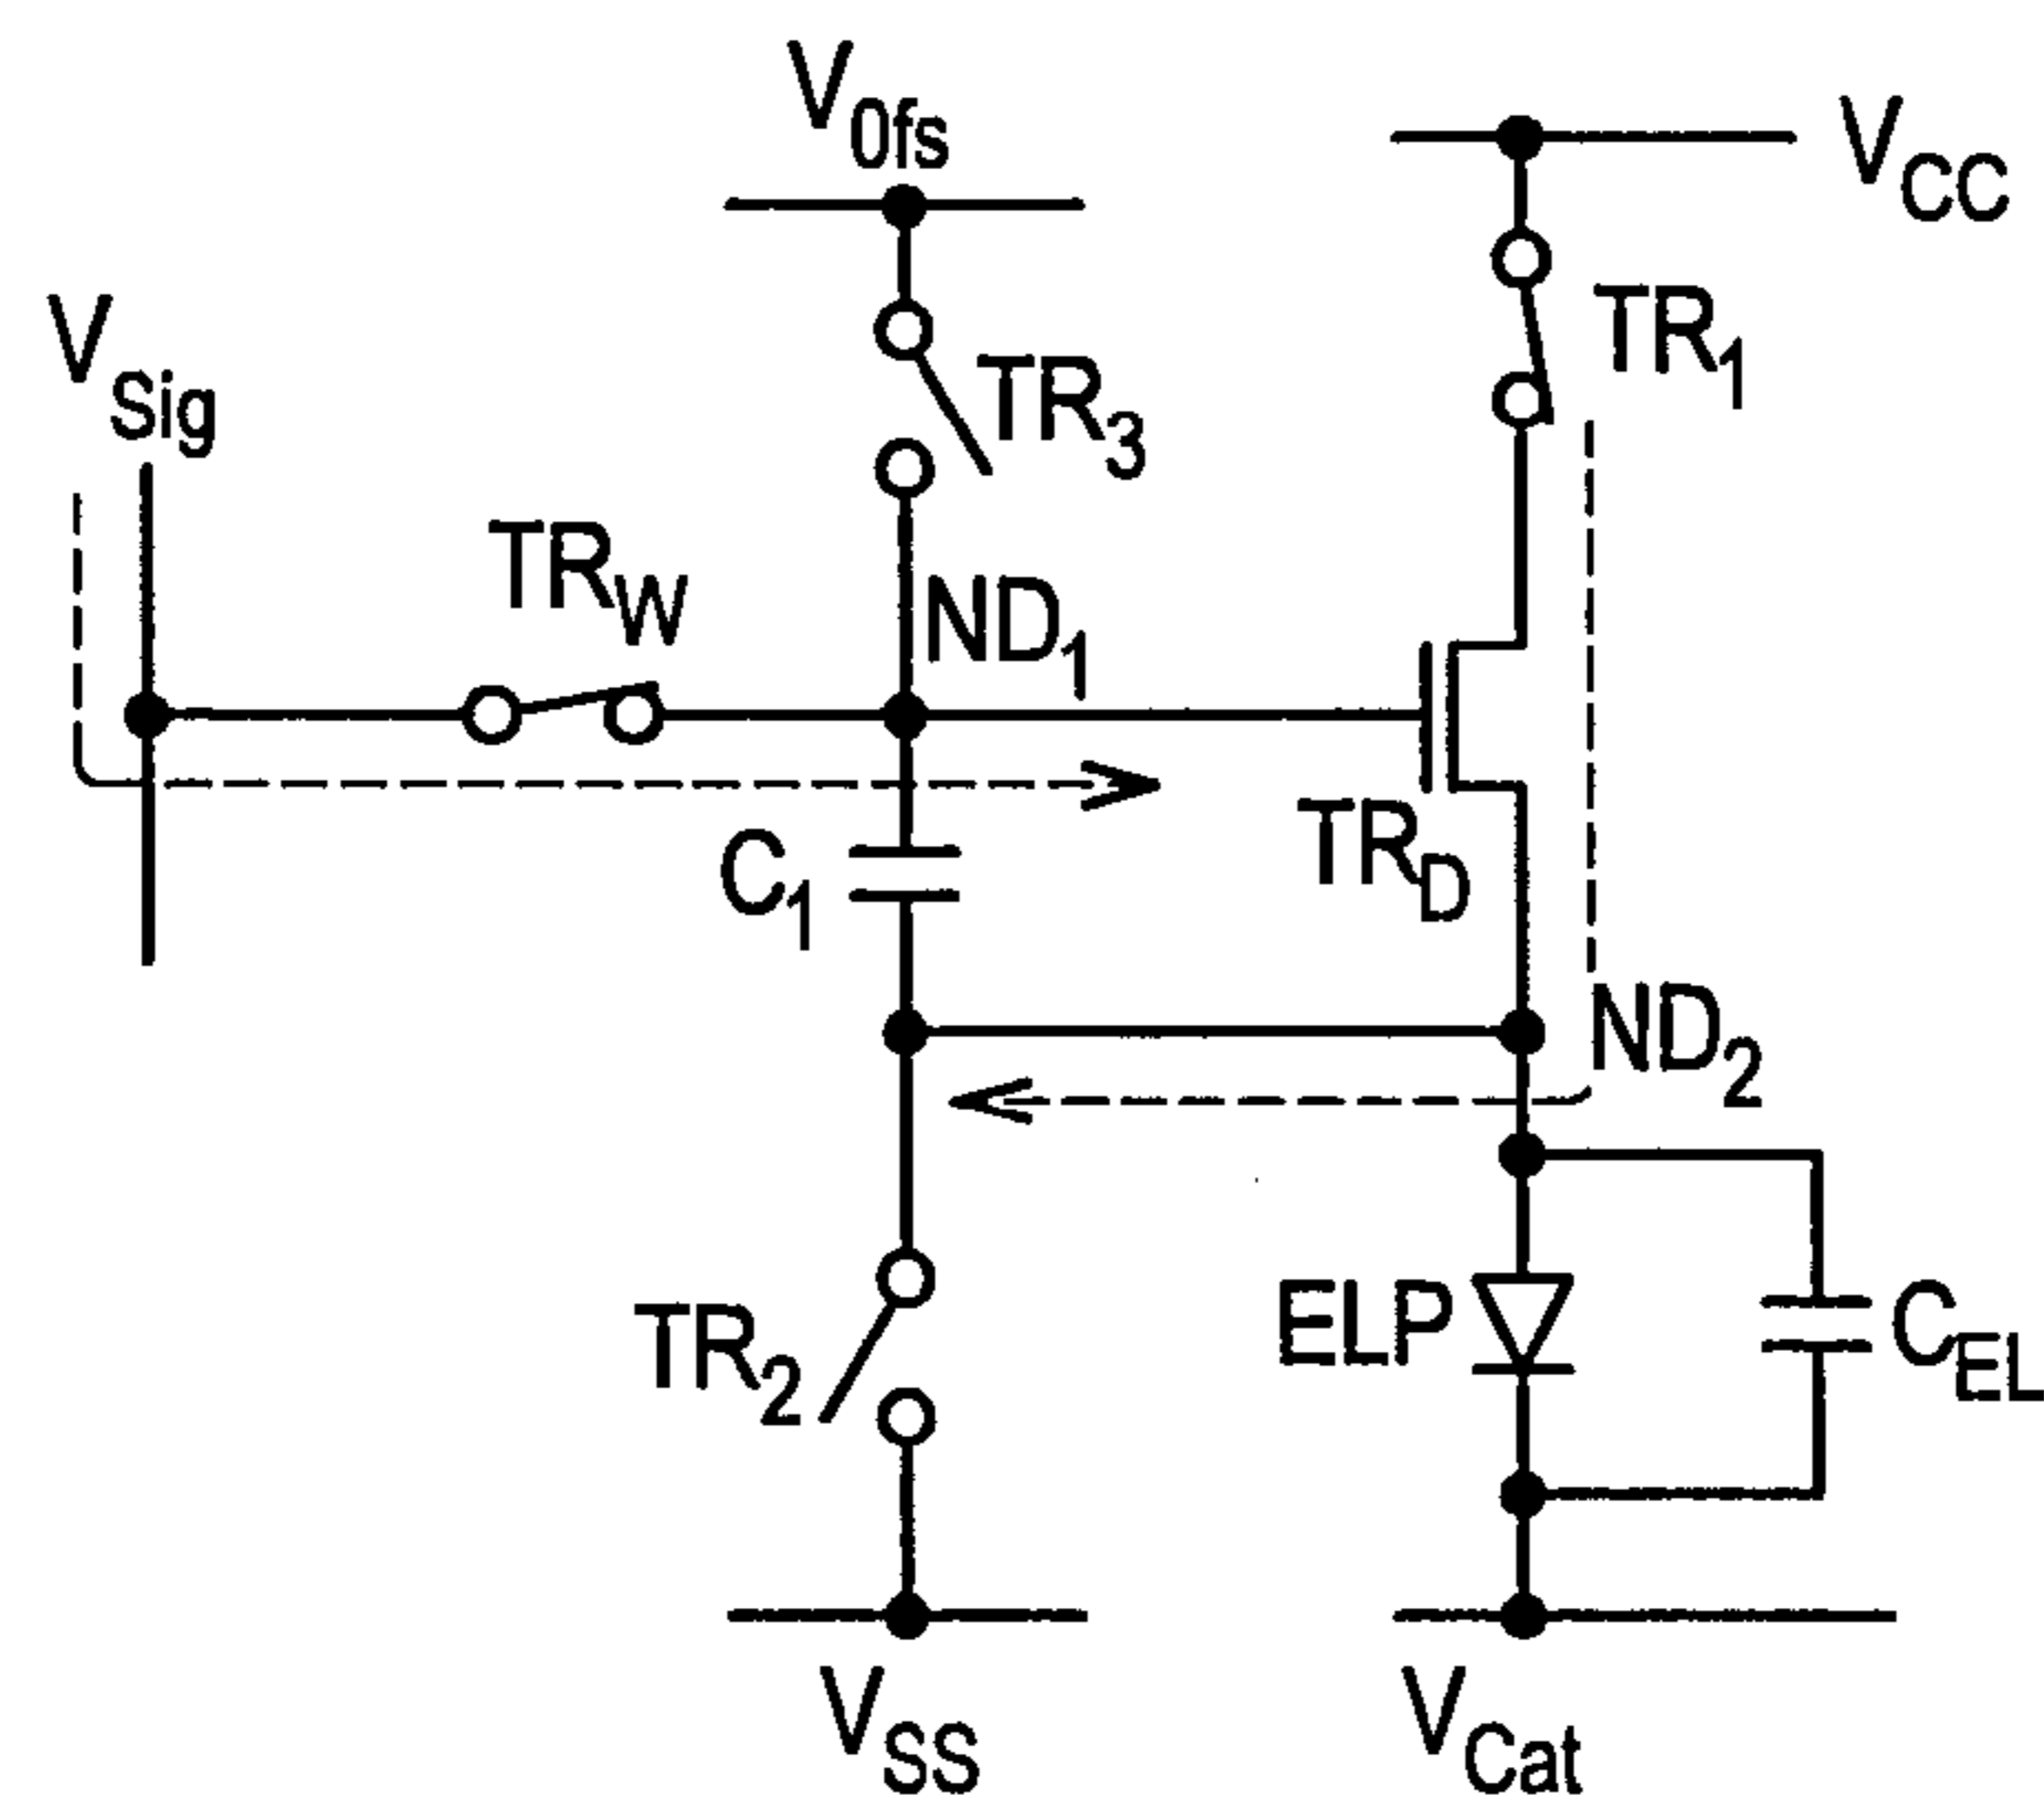 V0fs
VCC
VSig
TR1
TR3
TRW
ND1
TRD
C1
ND2
TR2
ELP
CEL
VSS
VCat